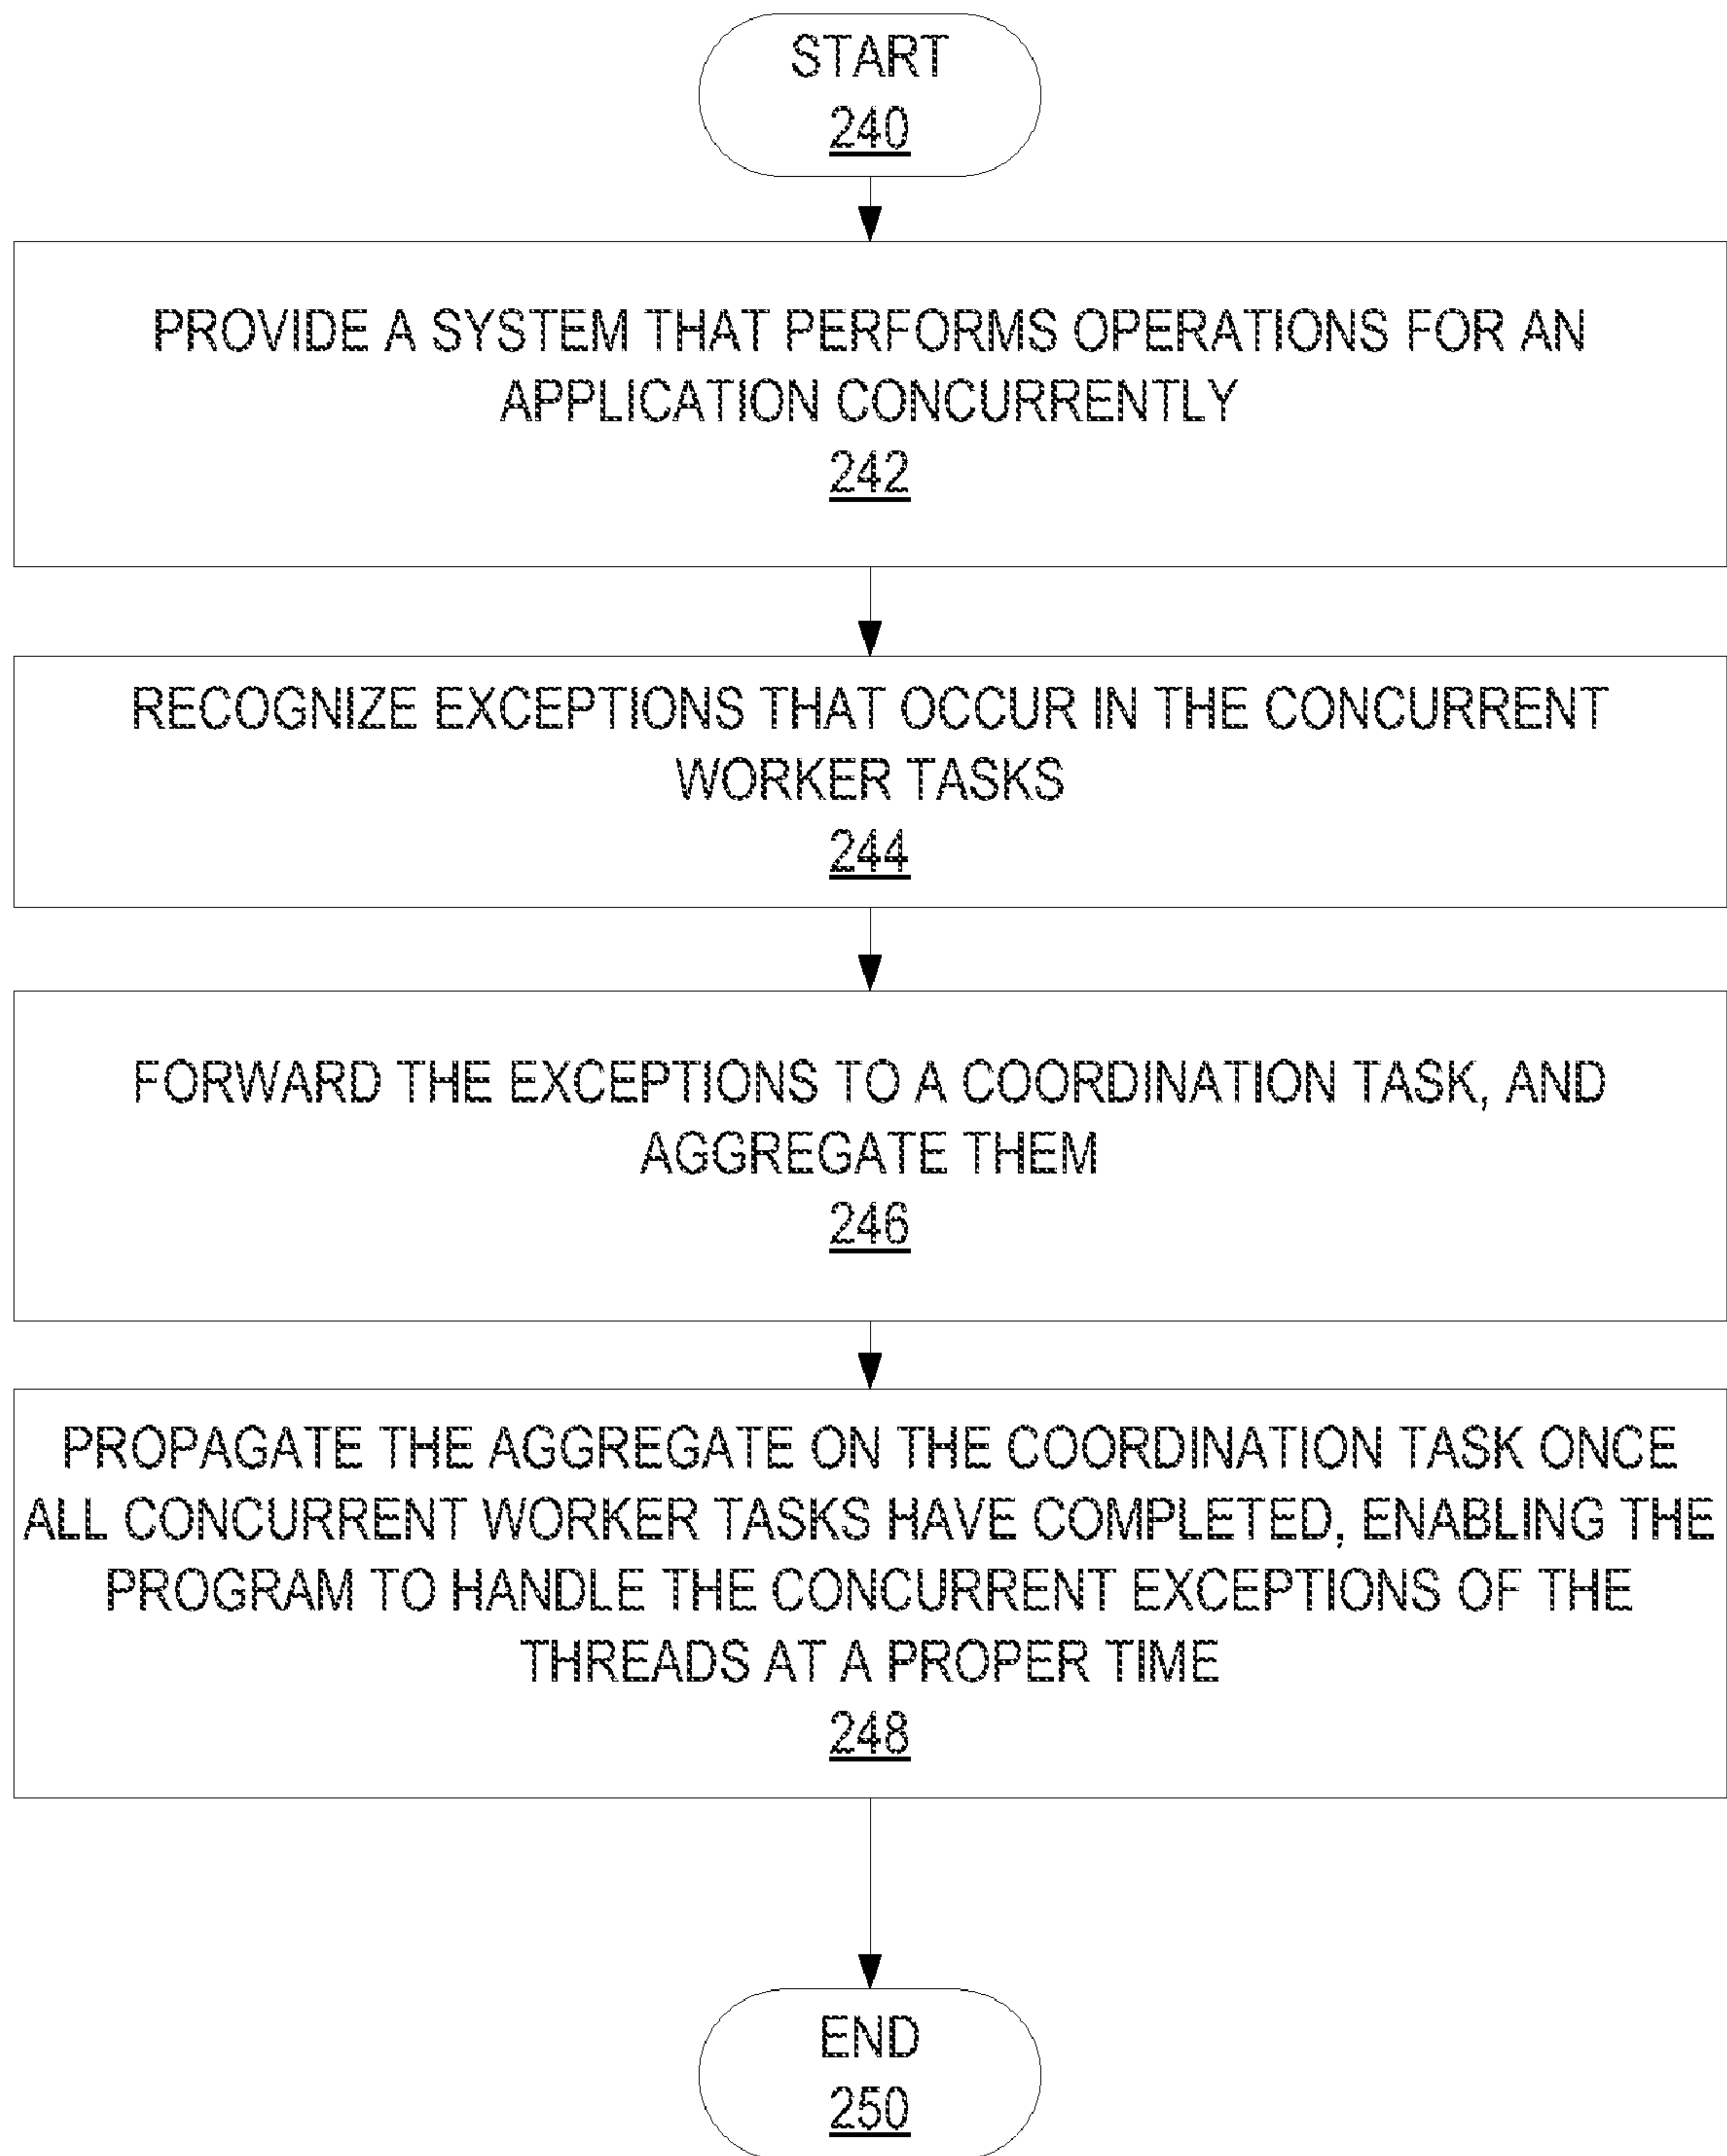 START
240
PROVIDE A SYSTEM THAT PERFORMS OPERATIONS FOR AN
APPLICATION CONCURRENTLY
242
RECOGNIZE EXCEPTIONS THAT OCCUR IN THE CONCURRENT
WORKER TASKS
244
FORWARD THE EXCEPTIONS TO A COORDINATION TASK, AND
AGGREGATE THEM
246
PROPAGATE THE AGGREGATE ON THE COORDINATION TASK ONCE
ALL CONCURRENT WORKER TASKS HAVE COMPLETED, ENABLING THE
PROGRAM TO HANDLE THE CONCURRENT EXCEPTIONS OF THE
THREADS AT A PROPER TIME
248
END
250